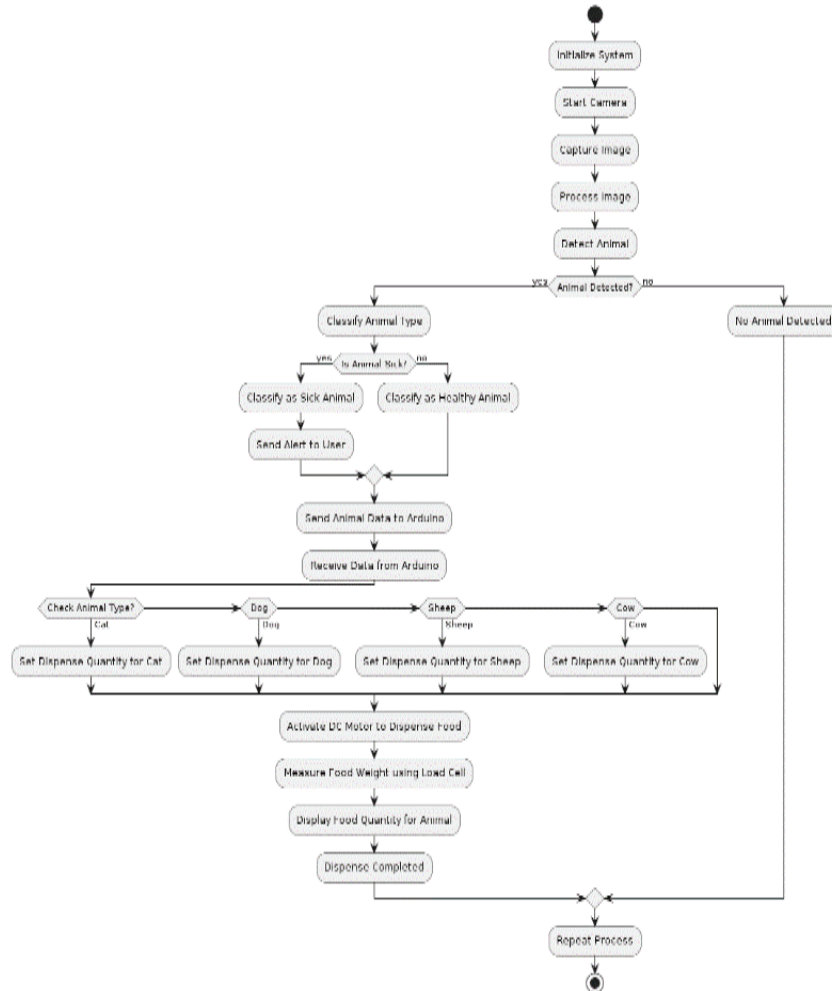 Initialize System
Start Camera
Capture Image
Process Image
Detect Animal
yes
Animal Detected?
no
Classify Animal Type
No Animal Detected
yes
Is Animal Sick?
no
Classify as Sick Animal
Classify as Healthy Animal
Send Alert to User
Send Animal Data to Arduino
Receive Data from Arduino
Check Animal Type?
Dog
Sheep
Cow
Cat
Dog
Sheep
Cow
Set Dispense Quantity for Cat
Set Dispense Quantity for Dog
Set Dispense Quantity for Sheep
Set Dispense Quantity for Cow
Activate DC Motor to Dispense Food
Measure Food Weight using Load Cell
Display Food Quantity for Animal
Dispense Completed
Repeat Process